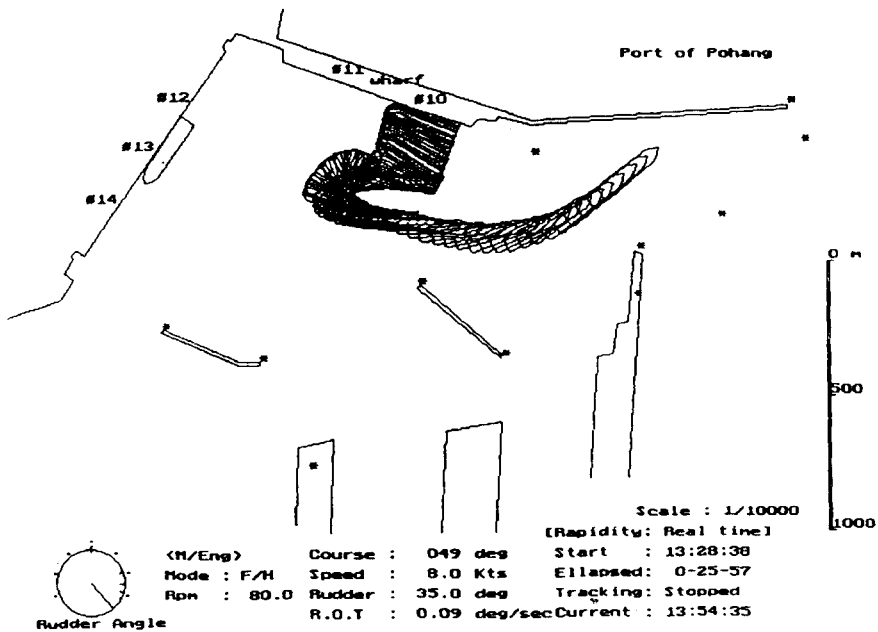 Port of Pohang
#11
wharf
#10
#12
#13
#14
0 m
500
1000
Scale : 1/10000
[Rapidity: Real time]
<M/Eng> Course : 049 deg Start : 13:28:38
Mode : F/H Speed : 8.0 Kts Ellapsed: 0-25-57
Rpm : 80.0 Rudder : 35.0 deg Tracking: Stopped
R.O.T : 0.09 deg/sec Current : 13:54:35
Rudder Angle